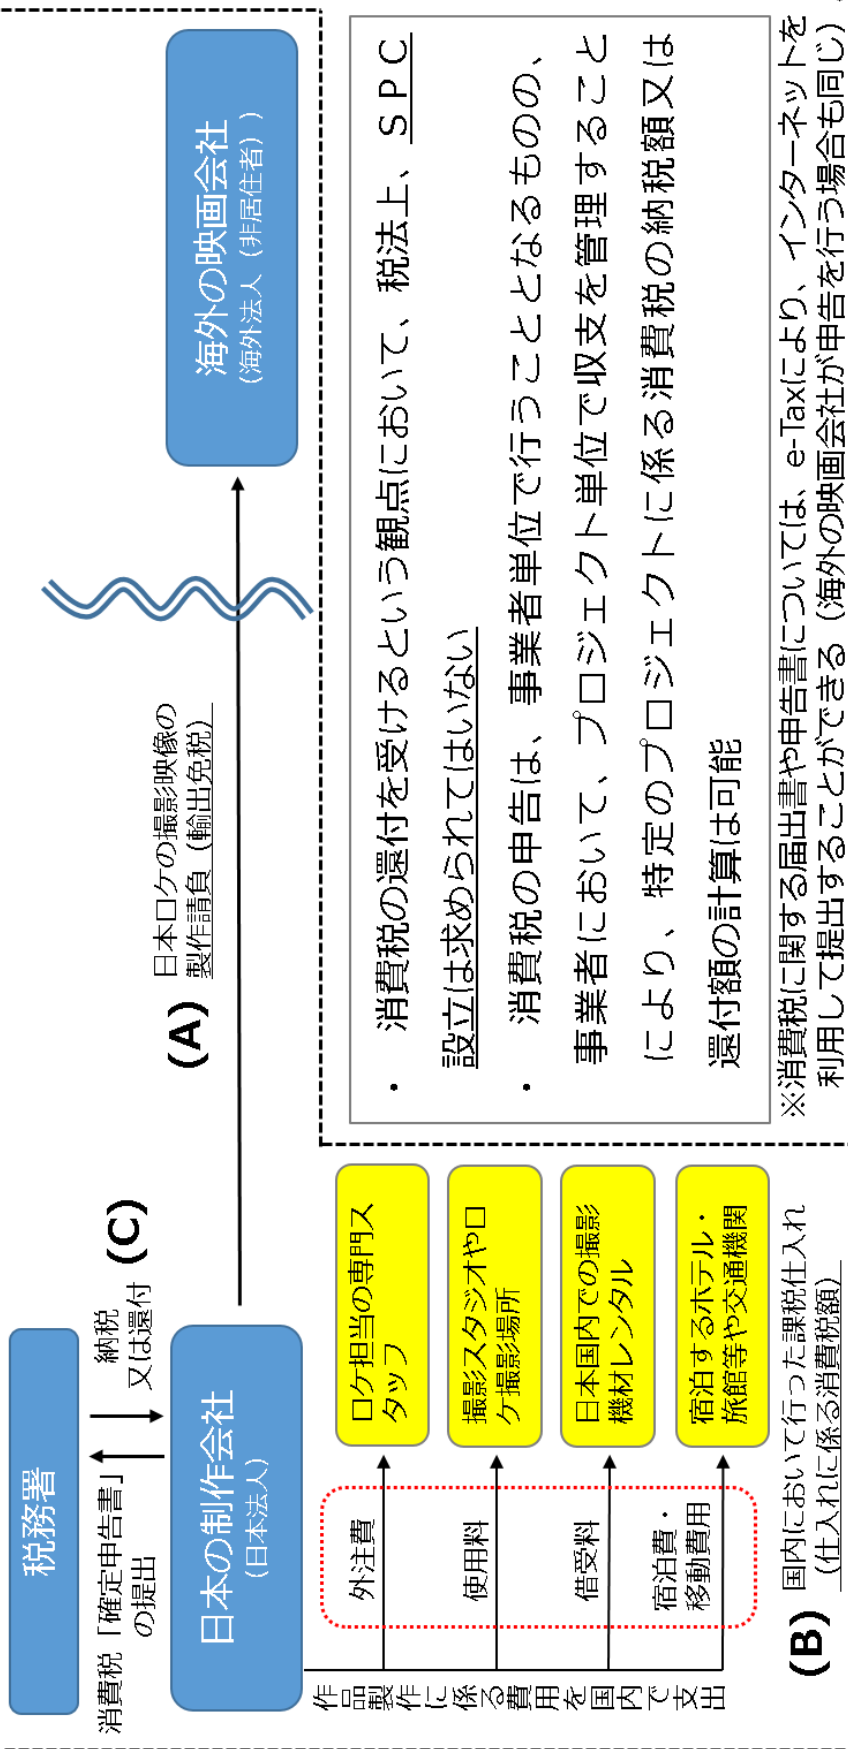 税務署
消費税「確定申告書」
の提出
納税
又は還付
(C)
日本の制作会社
(日本法人)
(A)
日本ロケの撮影映像の
製作請負（輸出免税）
海外の映画会社
(海外法人（非居住者）)
作品製作に係る費用を国内で支出
外注費
ロケ担当の専門ス
タッフ
使用料
撮影スタジオやロ
ケ撮影場所
借受料
日本国内での撮影
機材レンタル
宿泊費・
移動費用
宿泊するホテル・
旅館等や交通機関
(B)
国内において行った課税仕入れ
（仕入れに係る消費税額）
・ 消費税の還付を受けるという観点において、税法上、ＳＰＣ
設立は求められてはいない
・ 消費税の申告は、事業者単位で行うこととなるものの、
事業者において、プロジェクト単位で収支を管理すること
により、特定のプロジェクトに係る消費税の納税額又は
還付額の計算は可能
※消費税に関する届出書や申告書については、e-Taxにより、インターネットを
利用して提出することができる（海外の映画会社が申告を行う場合も同じ）